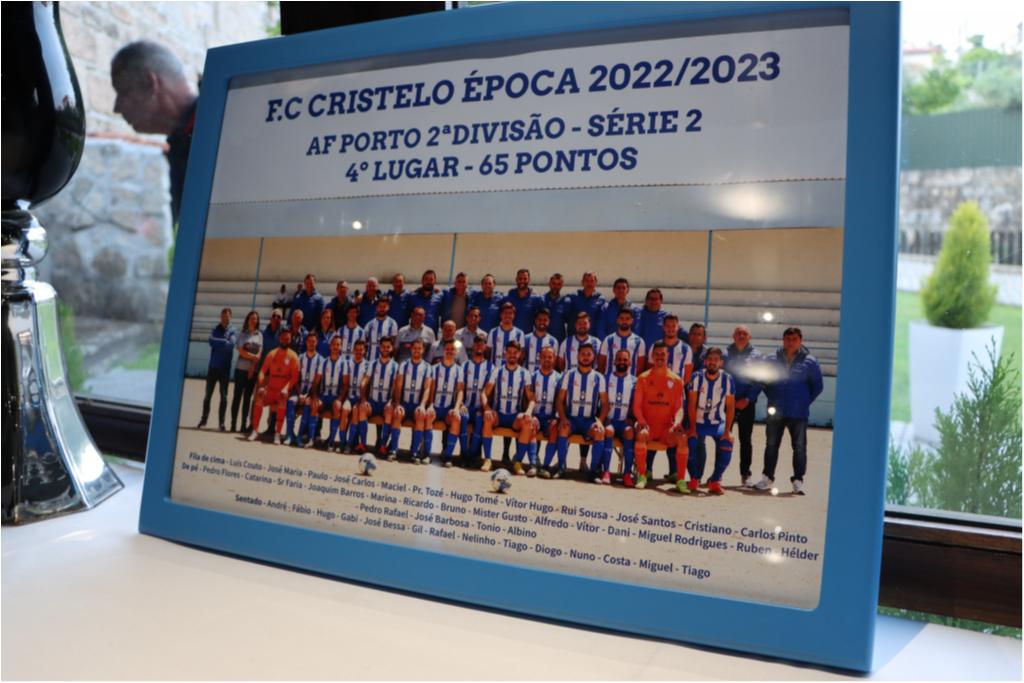 F.C CRISTELO ÉPOCA 2022/2023
AF PORTO 2ª DIVISÃO - SÉRIE 2
4º LUGAR - 65 PONTOS
Fila de cima - Luís Couto - José Maria - Paulo - José Carlos - Maciel - Pr. Tozé - Hugo Tomé - Vítor Hugo - Rui Sousa - José Santos - Cristiano - Carlos Pinto
De pé - Pedro Flores - Catarina - Sr Faria - Joaquim Barros - Marina - Ricardo - Bruno - Mister Gusto - Alfredo - Vítor - Dani - Miguel Rodrigues - Ruben - Hélder
- Pedro Rafael - José Barbosa - Tonio - Albino
Sentado - André - Fábio - Hugo - Gabi - José Bessa - Gil - Rafael - Nelinho - Tiago - Diogo - Nuno - Costa - Miguel - Tiago